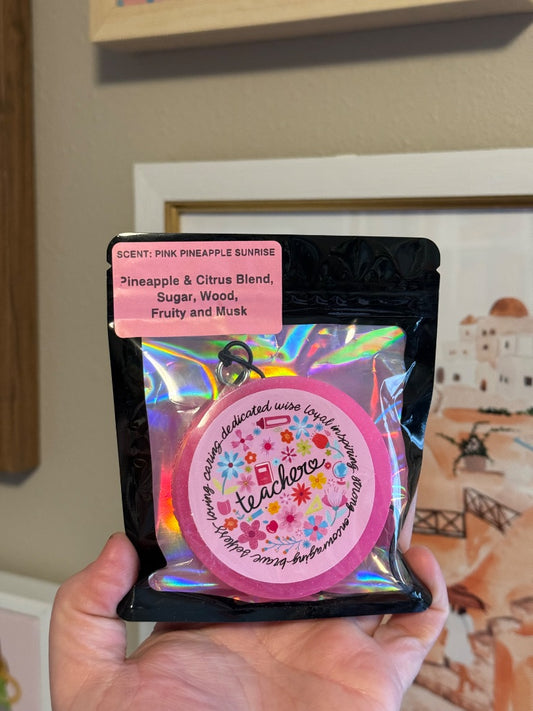 SCENT: PINK PINEAPPLE SUNRISE
Pineapple & Citrus Blend,
Sugar, Wood,
Fruity and Musk
loving caring dedicated wise loyal inspiring strong encouraging brave selfless
teacher